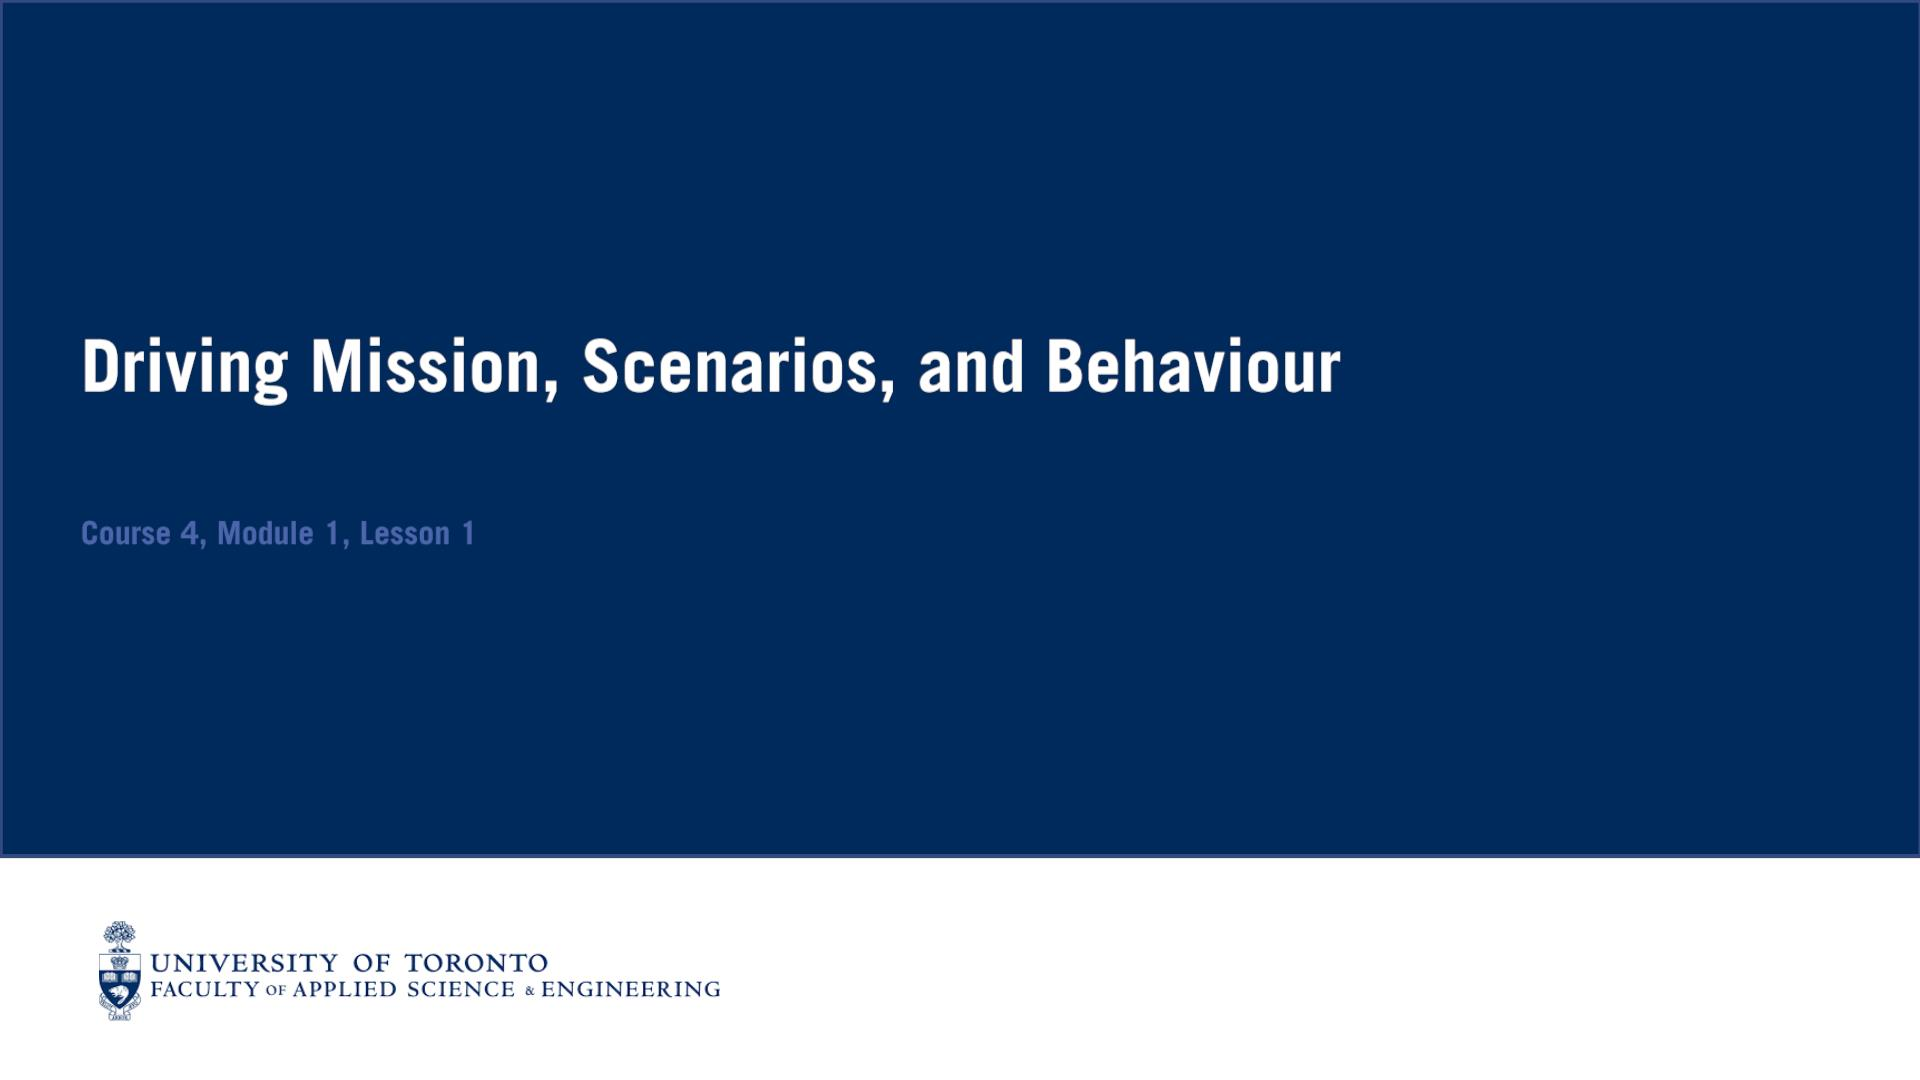 Driving Mission, Scenarios, and Behaviour
Course 4, Module 1, Lesson 1
UNIVERSITY OF TORONTO
FACULTY OF APPLIED SCIENCE & ENGINEERING